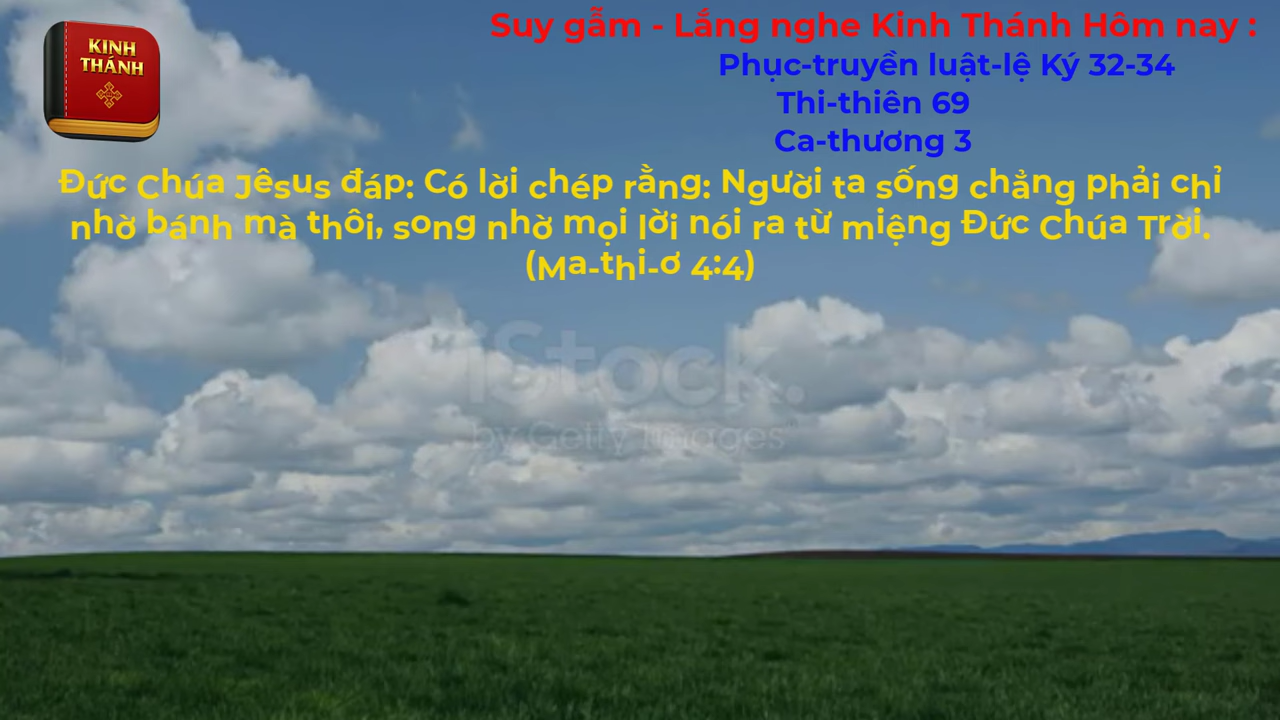 KINH
THÁNH
Suy gẫm - Lắng nghe Kinh Thánh Hôm nay :
Phục-truyền luật-lệ Ký 32-34
Thi-thiên 69
Ca-thương 3
Đức Chúa Jêsus đáp: Có lời chép rằng: Người ta sống chẳng phải chỉ
nhờ bánh mà thôi, song nhờ mọi lời nói ra từ miệng Đức Chúa Trời.
(Ma-thi-ơ 4:4)
iStock.
by Getty Images